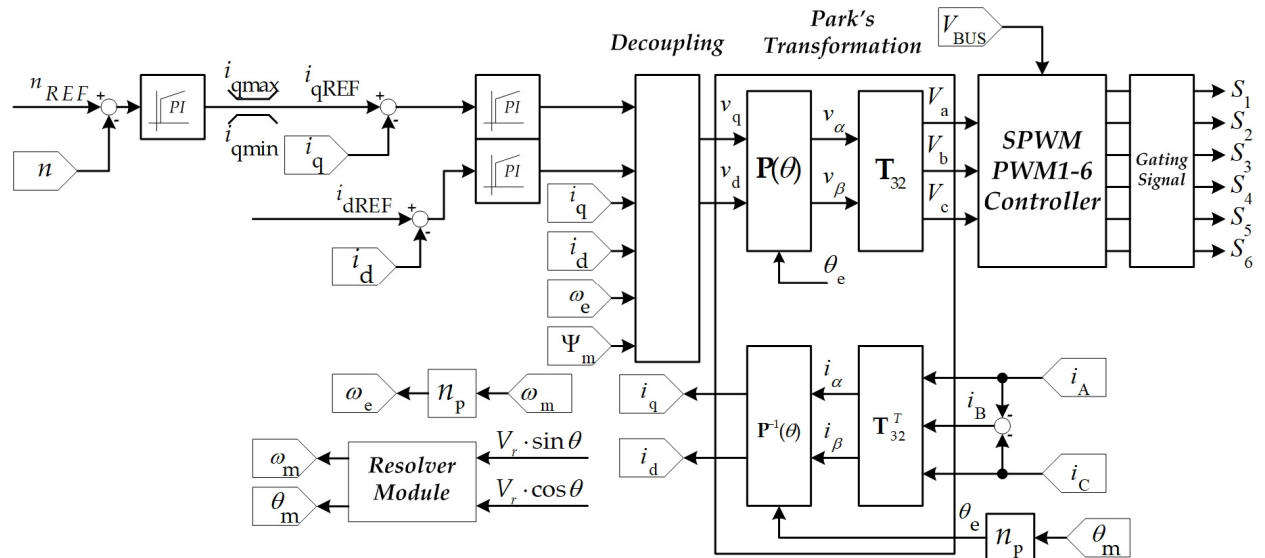 Park's
Transformation
Decoupling
V_BUS
n_REF
+
-
PI
i_qmax
i_qmin
i_qREF
+
-
i_q
n
PI
PI
i_dREF
+
-
i_d
i_q
i_d
ω_e
Ψ_m
v_q
v_d
P(θ)
θ_e
v_α
v_β
T_32
V_a
V_b
V_c
SPWM
PWM1-6
Controller
Gating
Signal
S_1
S_2
S_3
S_4
S_5
S_6
ω_e
n_p
ω_m
ω_m
θ_m
Resolver
Module
V_r · sinθ
V_r · cosθ
i_q
i_d
P^-1(θ)
i_α
i_β
T_32^T
i_A
i_B
-
-
i_C
θ_e
n_p
θ_m